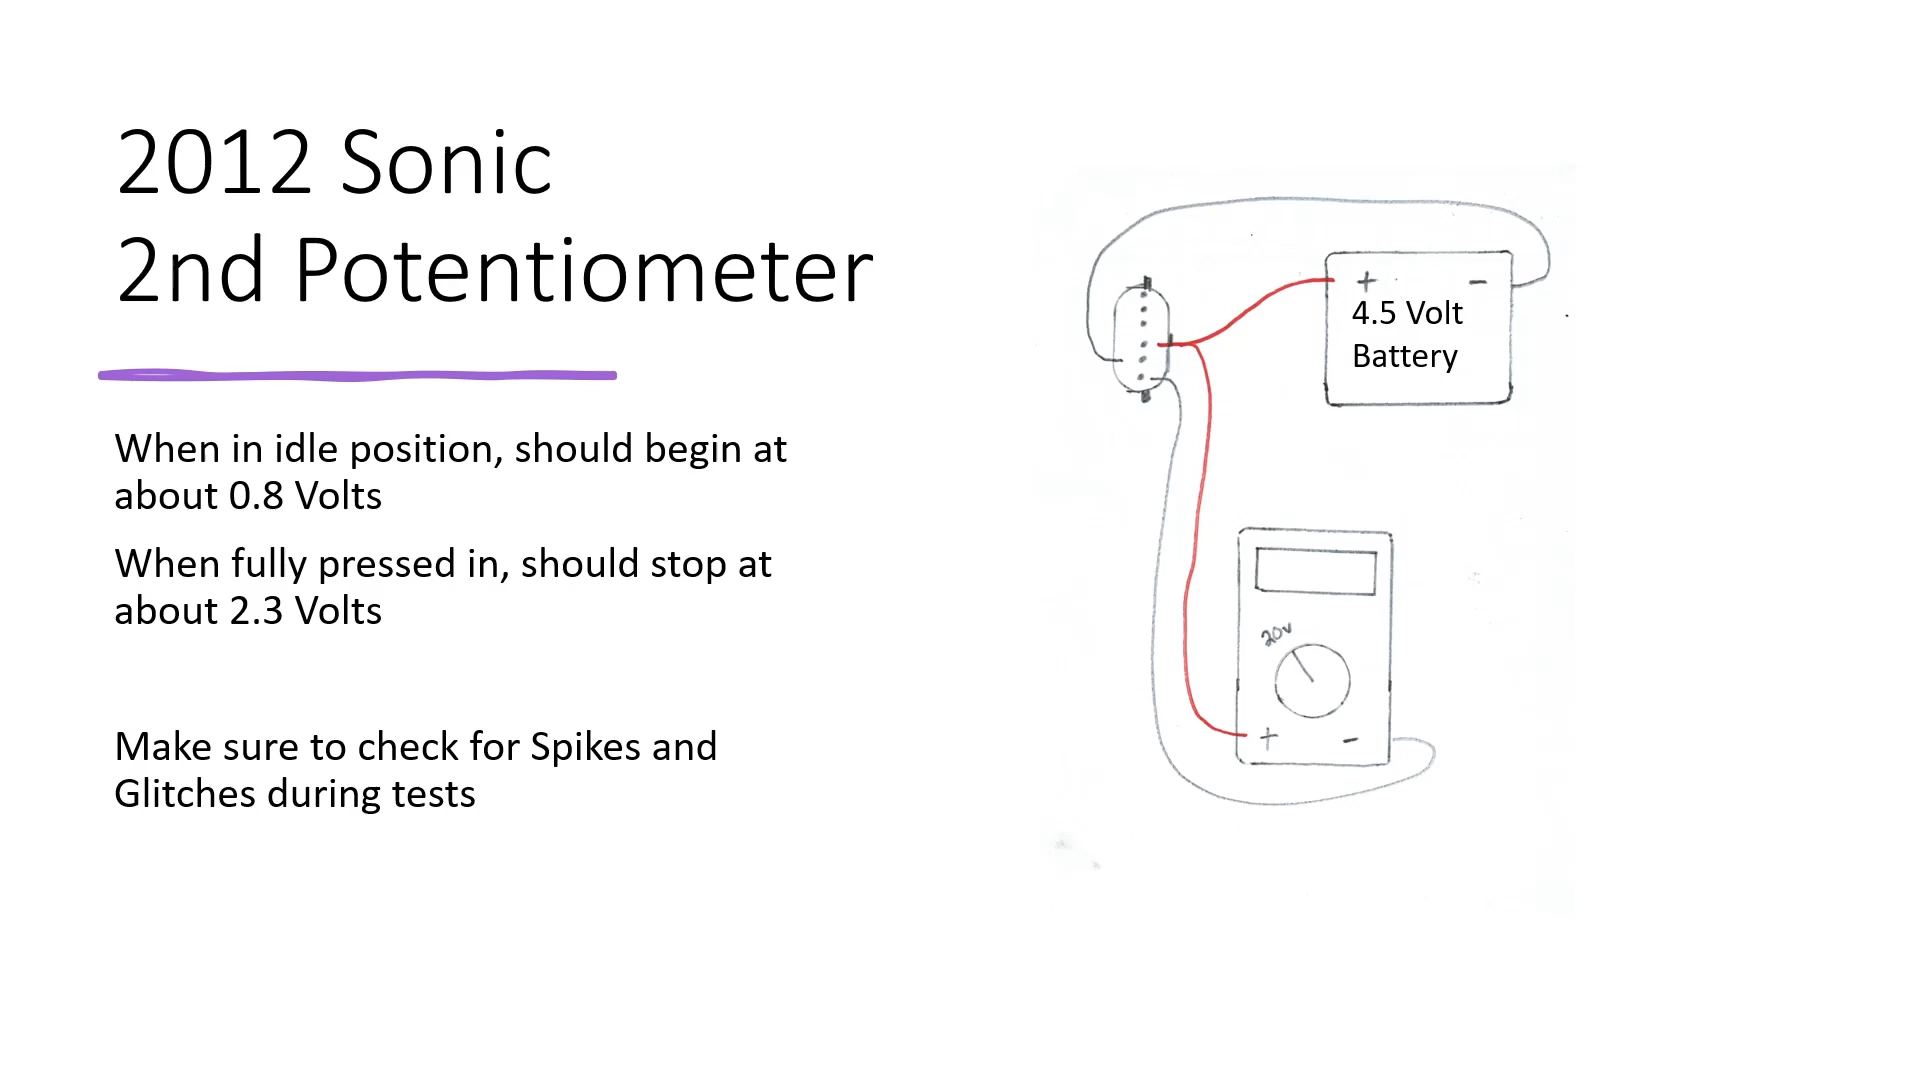 2012 Sonic
2nd Potentiometer
When in idle position, should begin at
about 0.8 Volts
When fully pressed in, should stop at
about 2.3 Volts
Make sure to check for Spikes and
Glitches during tests
+ −
4.5 Volt
Battery
20v
+ −